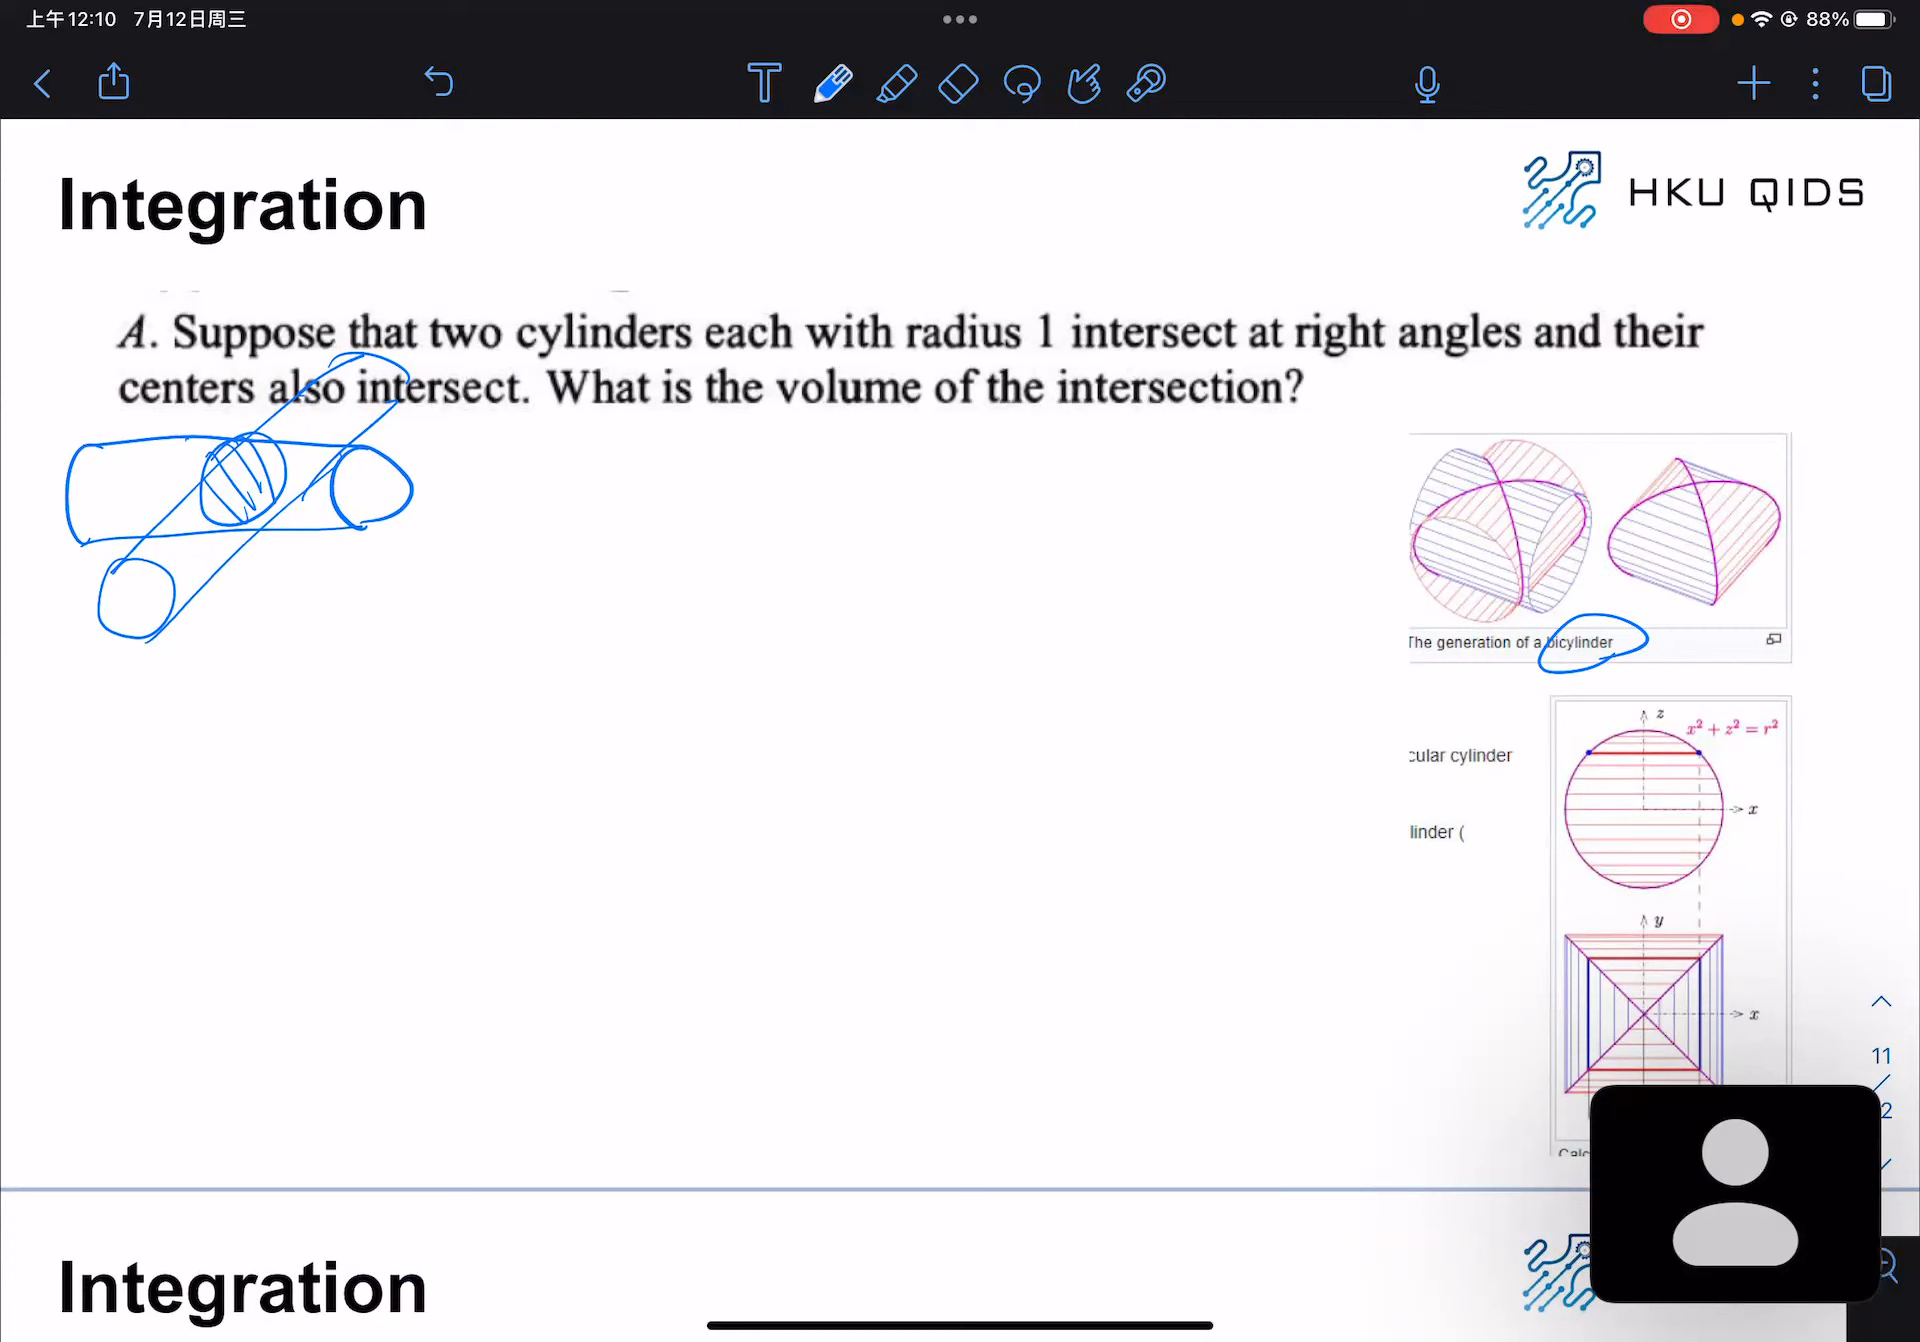 上午12:10 7月12日周三
88%
Integration
HKU QIDS
A. Suppose that two cylinders each with radius 1 intersect at right angles and their
centers also intersect. What is the volume of the intersection?
The generation of a bicylinder
z
x² + z² = r²
cular cylinder
x
linder (
y
x
11
2
Calc
Integration